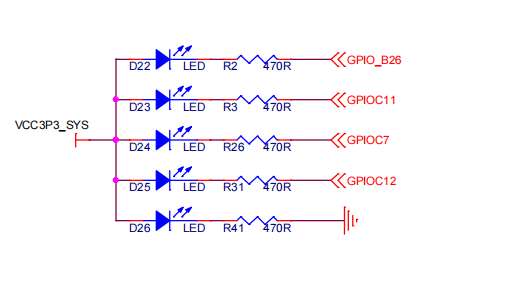 D22 LED R2 470R GPIO_B26
D23 LED R3 470R GPIOC11
VCC3P3_SYS
D24 LED R26 470R GPIOC7
D25 LED R31 470R GPIOC12
D26 LED R41 470R